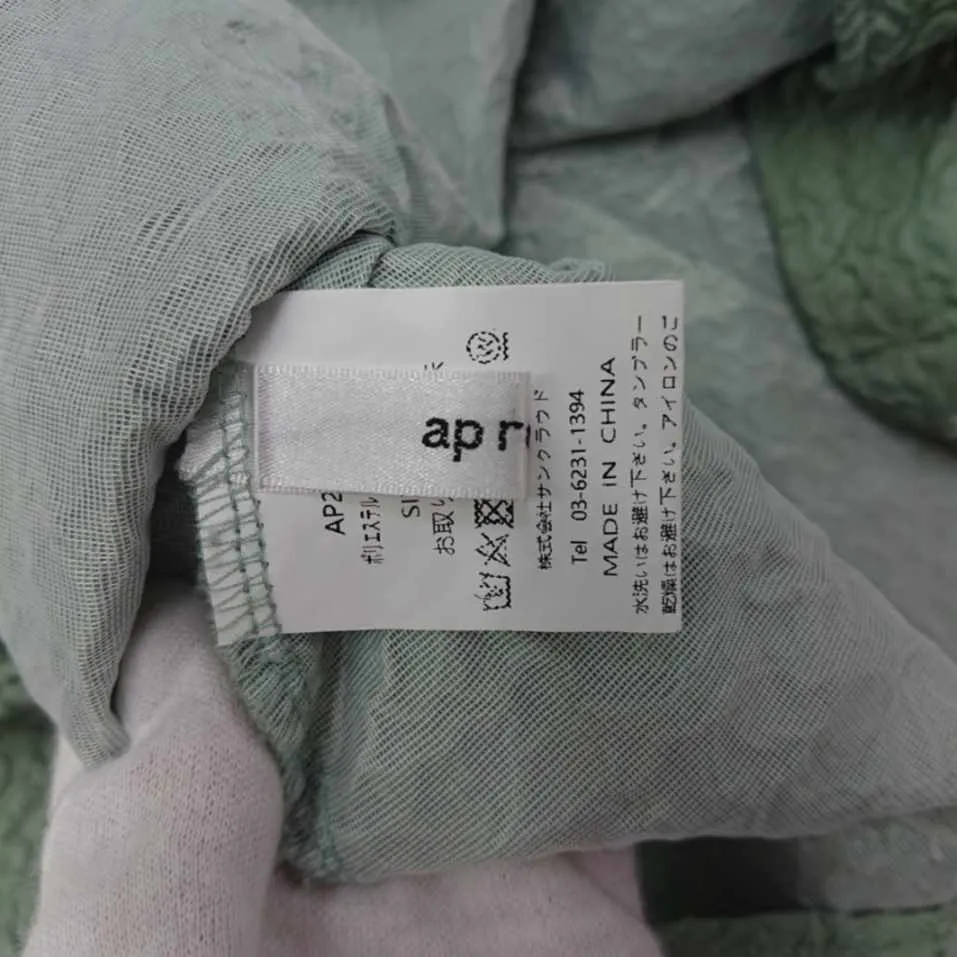 ap r
AP2
ポリエステル
SI
お取
株式会社サンクラウド
Tel 03-6231-1394
MADE IN CHINA
水洗いはお避け下さい。タンブラー
乾燥はお避け下さい。アイロンのこ